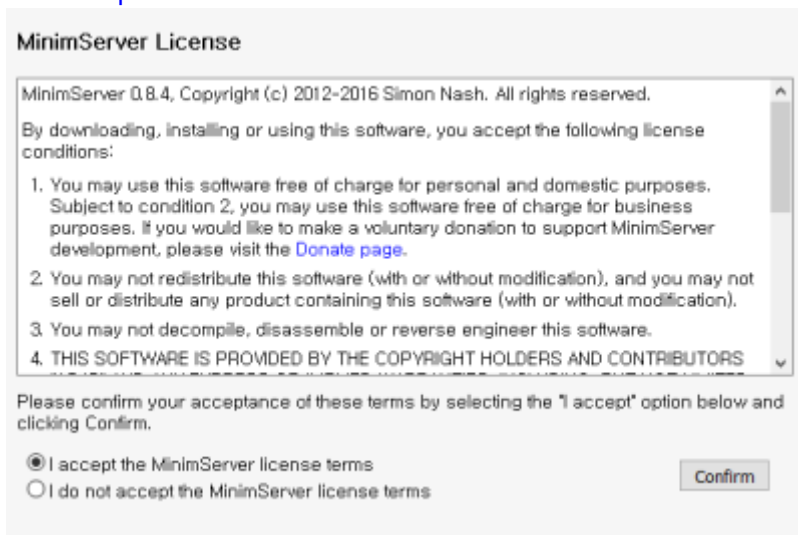 MinimServer License
MinimServer 0.8.4, Copyright (c) 2012-2016 Simon Nash. All rights reserved.
By downloading, installing or using this software, you accept the following license
conditions:
1. You may use this software free of charge for personal and domestic purposes.
Subject to condition 2, you may use this software free of charge for business
purposes. If you would like to make a voluntary donation to support MinimServer
development, please visit the Donate page.
2. You may not redistribute this software (with or without modification), and you may not
sell or distribute any product containing this software (with or without modification).
3. You may not decompile, disassemble or reverse engineer this software.
4. THIS SOFTWARE IS PROVIDED BY THE COPYRIGHT HOLDERS AND CONTRIBUTORS
Please confirm your acceptance of these terms by selecting the "I accept" option below and
clicking Confirm.
I accept the MinimServer license terms
Confirm
I do not accept the MinimServer license terms